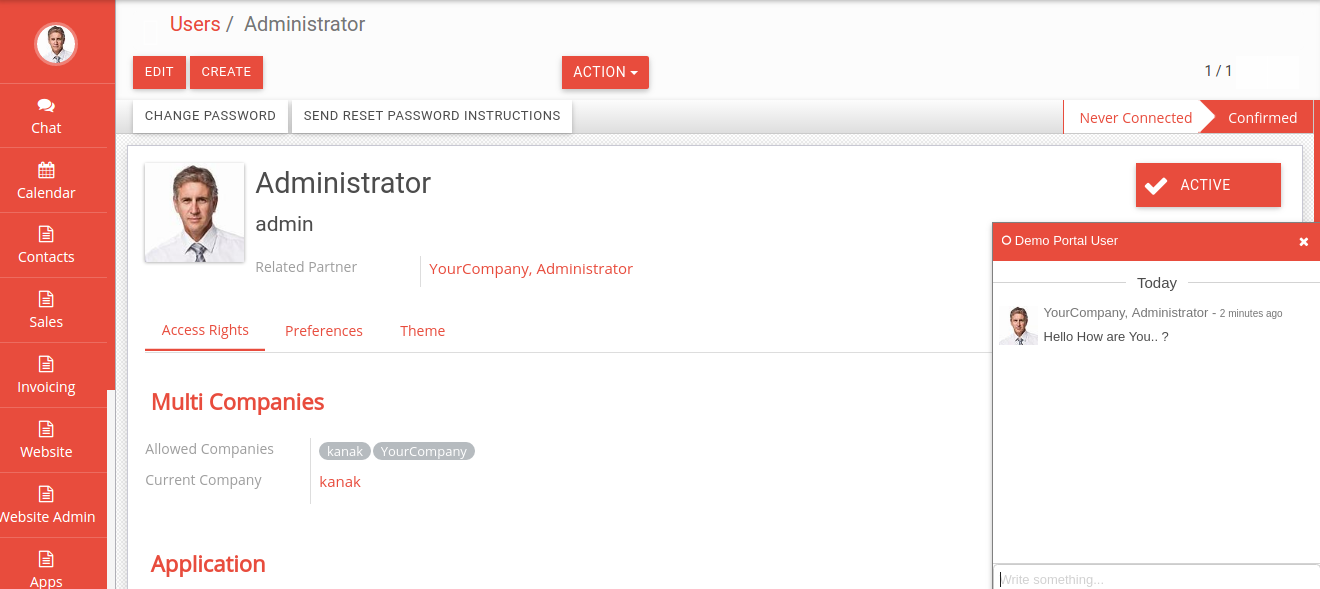 Users / Administrator
EDIT CREATE ACTION 1 / 1
CHANGE PASSWORD SEND RESET PASSWORD INSTRUCTIONS Never Connected Confirmed
Chat
Calendar
Contacts
Sales
Invoicing
Website
Website Admin
Apps
Administrator
ACTIVE
admin
Related Partner YourCompany, Administrator
Access Rights Preferences Theme
Multi Companies
Allowed Companies kanak YourCompany
Current Company kanak
Application
Demo Portal User
Today
YourCompany, Administrator - 2 minutes ago
Hello How are You.. ?
Write something...